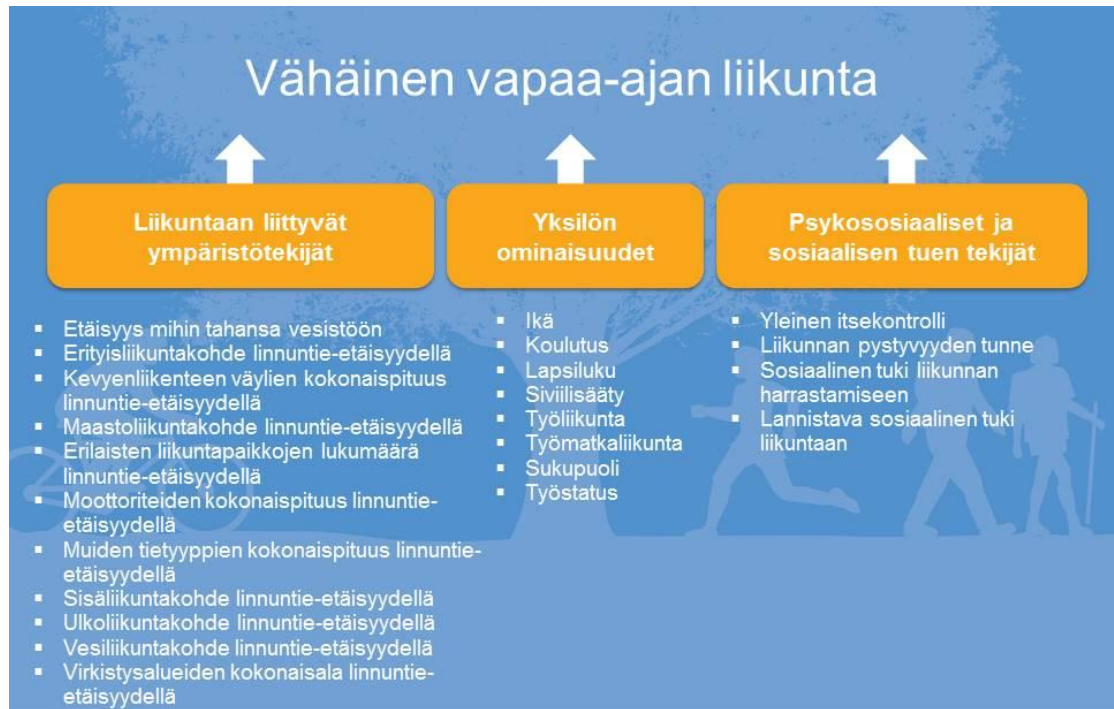 Vähäinen vapaa-ajan liikunta
Liikuntaan liittyvät
ympäristötekijät
▪ Etäisyys mihin tahansa vesistöön
▪ Erityisliikuntakohde linnuntie-etäisyydellä
▪ Kevyenliikenteen väylien kokonaispituus
linnuntie-etäisyydellä
▪ Maastoliikuntakohde linnuntie-etäisyydellä
▪ Erilaisten liikuntapaikkojen lukumäärä
linnuntie-etäisyydellä
▪ Moottoriteiden kokonaispituus linnuntie-
etäisyydellä
▪ Muiden tietyyppien kokonaispituus linnuntie-
etäisyydellä
▪ Sisäliikuntakohde linnuntie-etäisyydellä
▪ Ulkoliikuntakohde linnuntie-etäisyydellä
▪ Vesiliikuntakohde linnuntie-etäisyydellä
▪ Virkistysalueiden kokonaisala linnuntie-
etäisyydellä
Yksilön
ominaisuudet
▪ Ikä
▪ Koulutus
▪ Lapsiluku
▪ Siviilisääty
▪ Työliikunta
▪ Työmatkaliikunta
▪ Sukupuoli
▪ Työstatus
Psykososiaaliset ja
sosiaalisen tuen tekijät
▪ Yleinen itsekontrolli
▪ Liikunnan pystyvyyden tunne
▪ Sosiaalinen tuki liikunnan
harrastamiseen
▪ Lannistava sosiaalinen tuki
liikuntaan